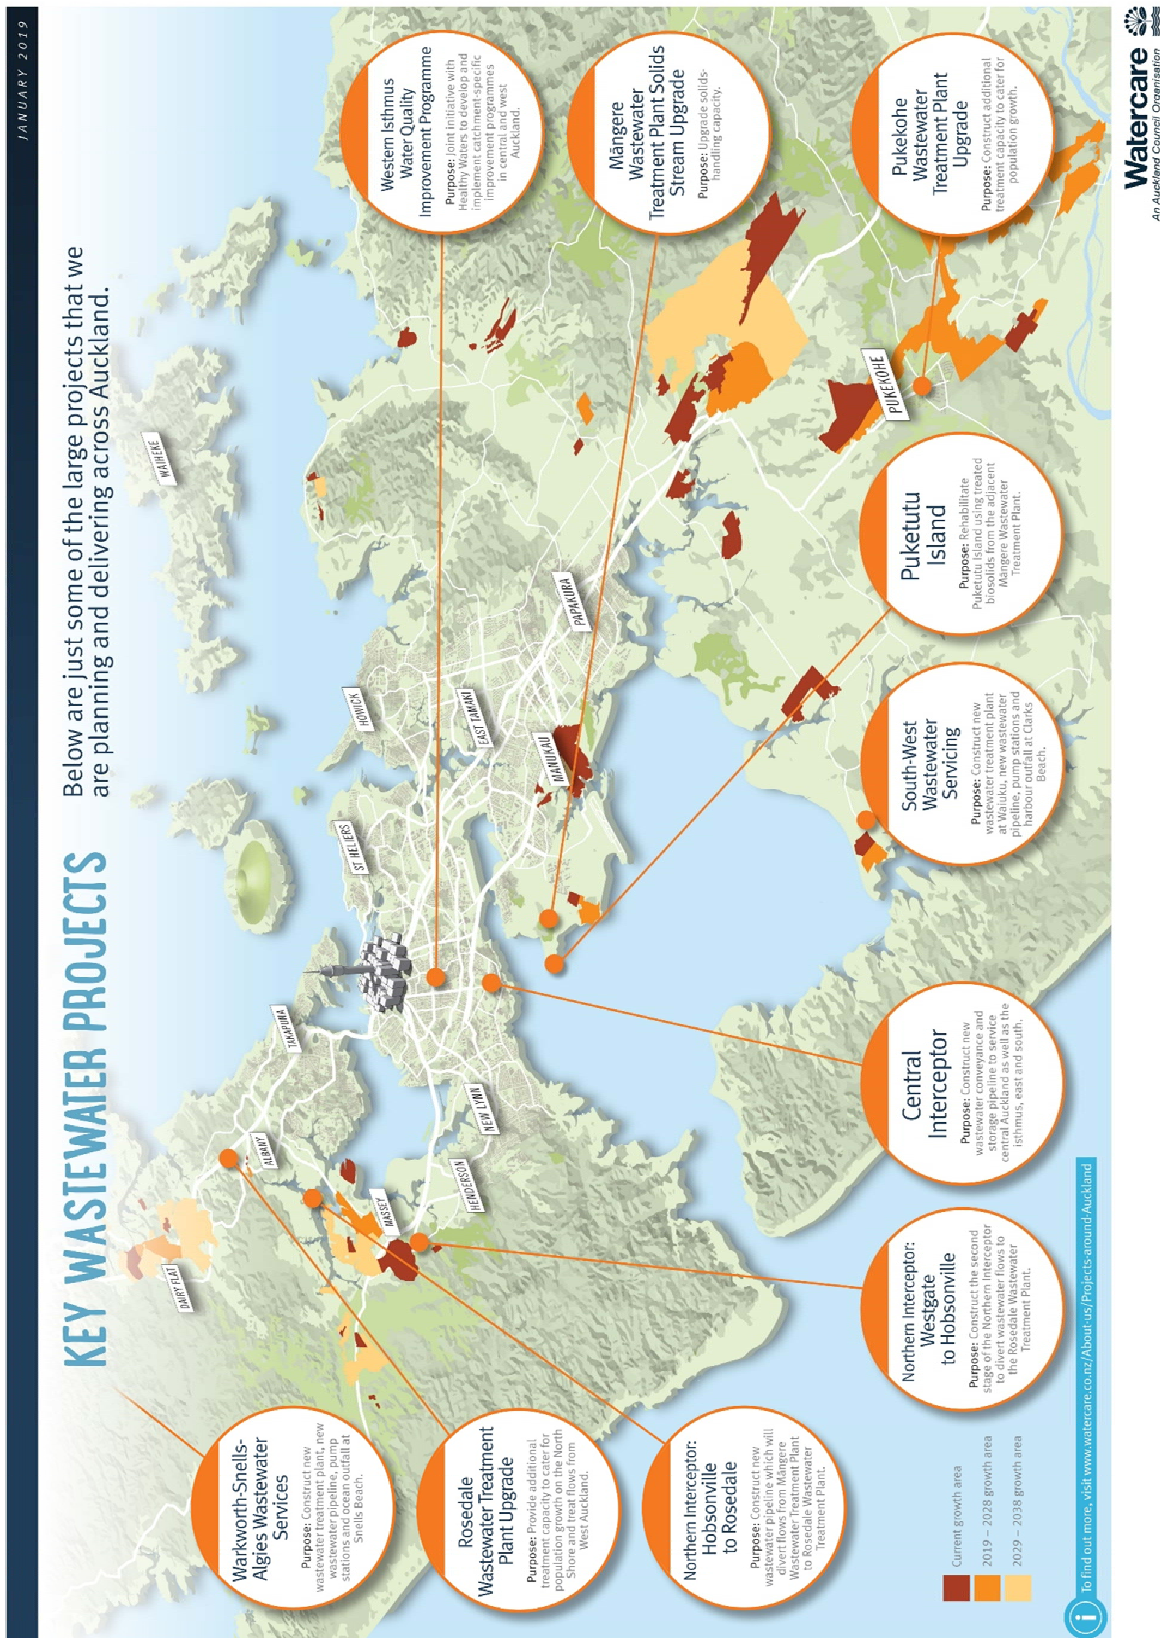 JANUARY 2019
KEY WASTEWATER PROJECTS
Below are just some of the large projects that we
are planning and delivering across Auckland.
Warkworth-Snells-
Algies Wastewater
Services
Purpose: Construct new
wastewater treatment plant, new
wastewater pipeline, pump
stations and ocean outfall at
Snells Beach.
Rosedale
Wastewater Treatment
Plant Upgrade
Purpose: Provide additional
treatment capacity to cater for
population growth on the North
Shore and treat flows from
West Auckland.
Northern Interceptor:
Hobsonville
to Rosedale
Purpose: Construct new
wastewater pipeline which will
divert flows from Māngere
Wastewater Treatment Plant
to Rosedale Wastewater
Treatment Plant.
Northern Interceptor:
Westgate
to Hobsonville
Purpose: Construct the second
stage of the Northern Interceptor
to divert wastewater flows to
the Rosedale Wastewater
Treatment Plant.
Central
Interceptor
Purpose: Construct new
wastewater conveyance and
storage pipeline to service
central Auckland as well as the
isthmus, east and south.
South-West
Wastewater
Servicing
Purpose: Construct new
wastewater treatment plant
at Waiuku, new wastewater
pipeline, pump stations and
harbour outfall at Clarks
Beach.
Puketutu
Island
Purpose: Rehabilitate
Puketutu Island using treated
biosolids from the adjacent
Māngere Wastewater
Treatment Plant.
Western Isthmus
Water Quality
Improvement Programme
Purpose: Joint initiative with
Healthy Waters to develop and
implement catchment-specific
improvement programmes
in central and west
Auckland.
Māngere
Wastewater
Treatment Plant Solids
Stream Upgrade
Purpose: Upgrade solids-
handling capacity.
Pukekohe
Wastewater
Treatment Plant
Upgrade
Purpose: Construct additional
treatment capacity to cater for
population growth.
DAIRY FLAT
ALBANY
TAKAPUNA
MASSEY
HENDERSON
NEW LYNN
ST HELIERS
HOWICK
EAST TAMAKI
MANUKAU
PAPAKURA
WAIHEKE
PUKEKOHE
Current growth area
2019 – 2028 growth area
2029 – 2038 growth area
i
To find out more, visit www.watercare.co.nz/About-us/Projects-around-Auckland
Watercare
An Auckland Council Organisation